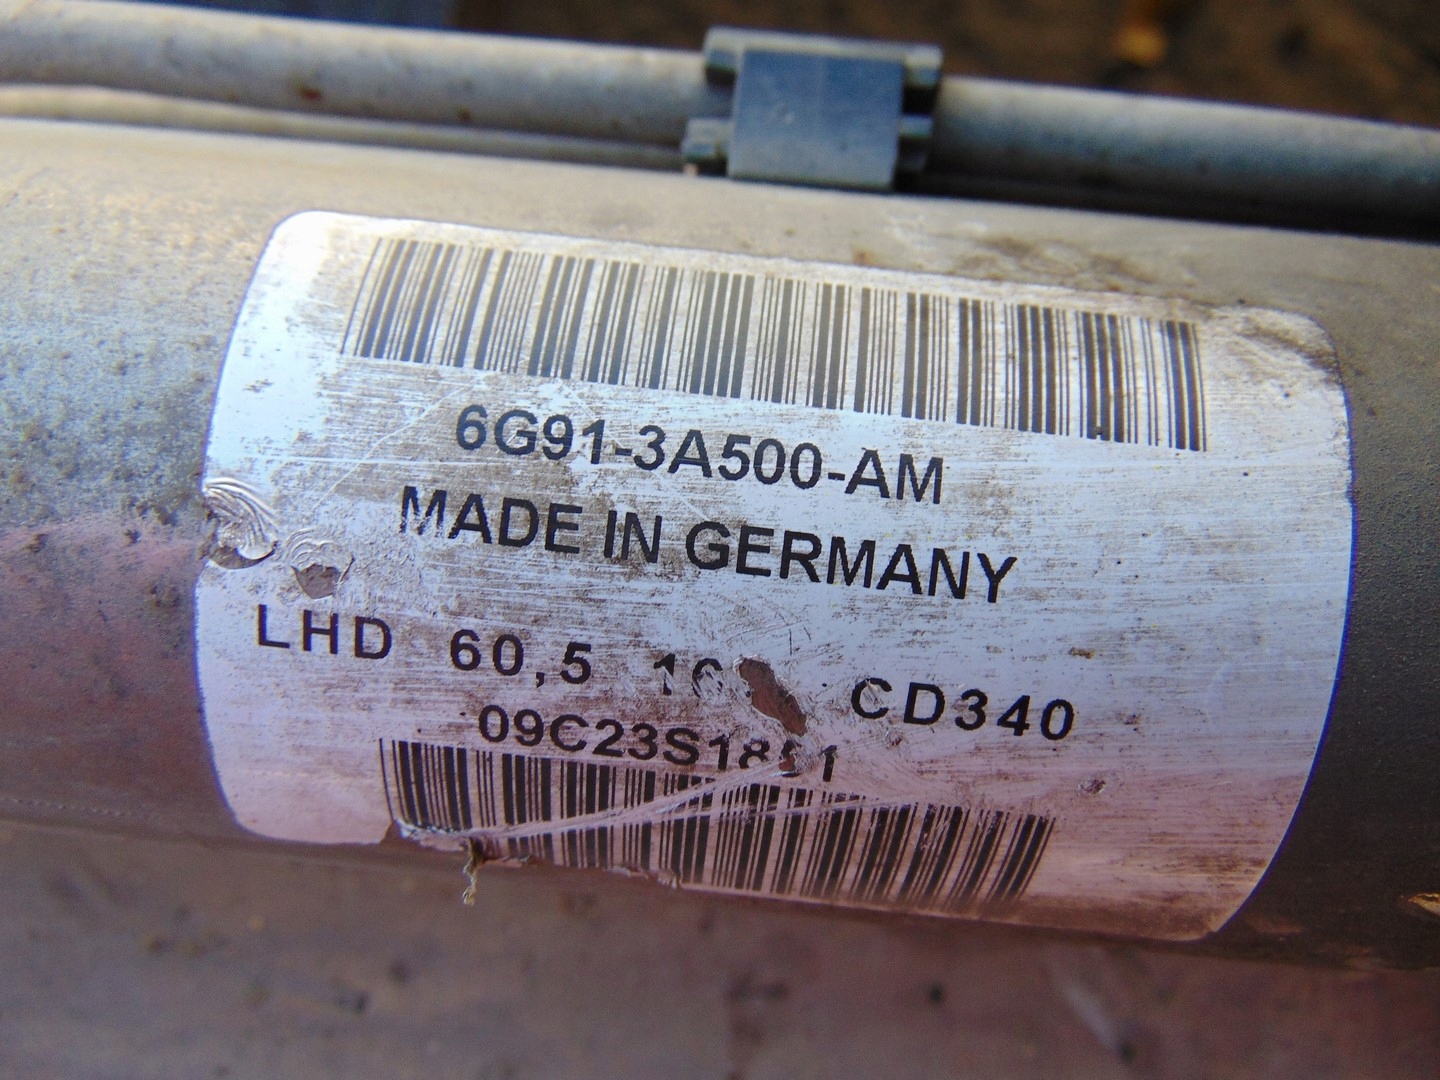 6G91-3A500-AM
MADE IN GERMANY
LHD 60,5 CD340